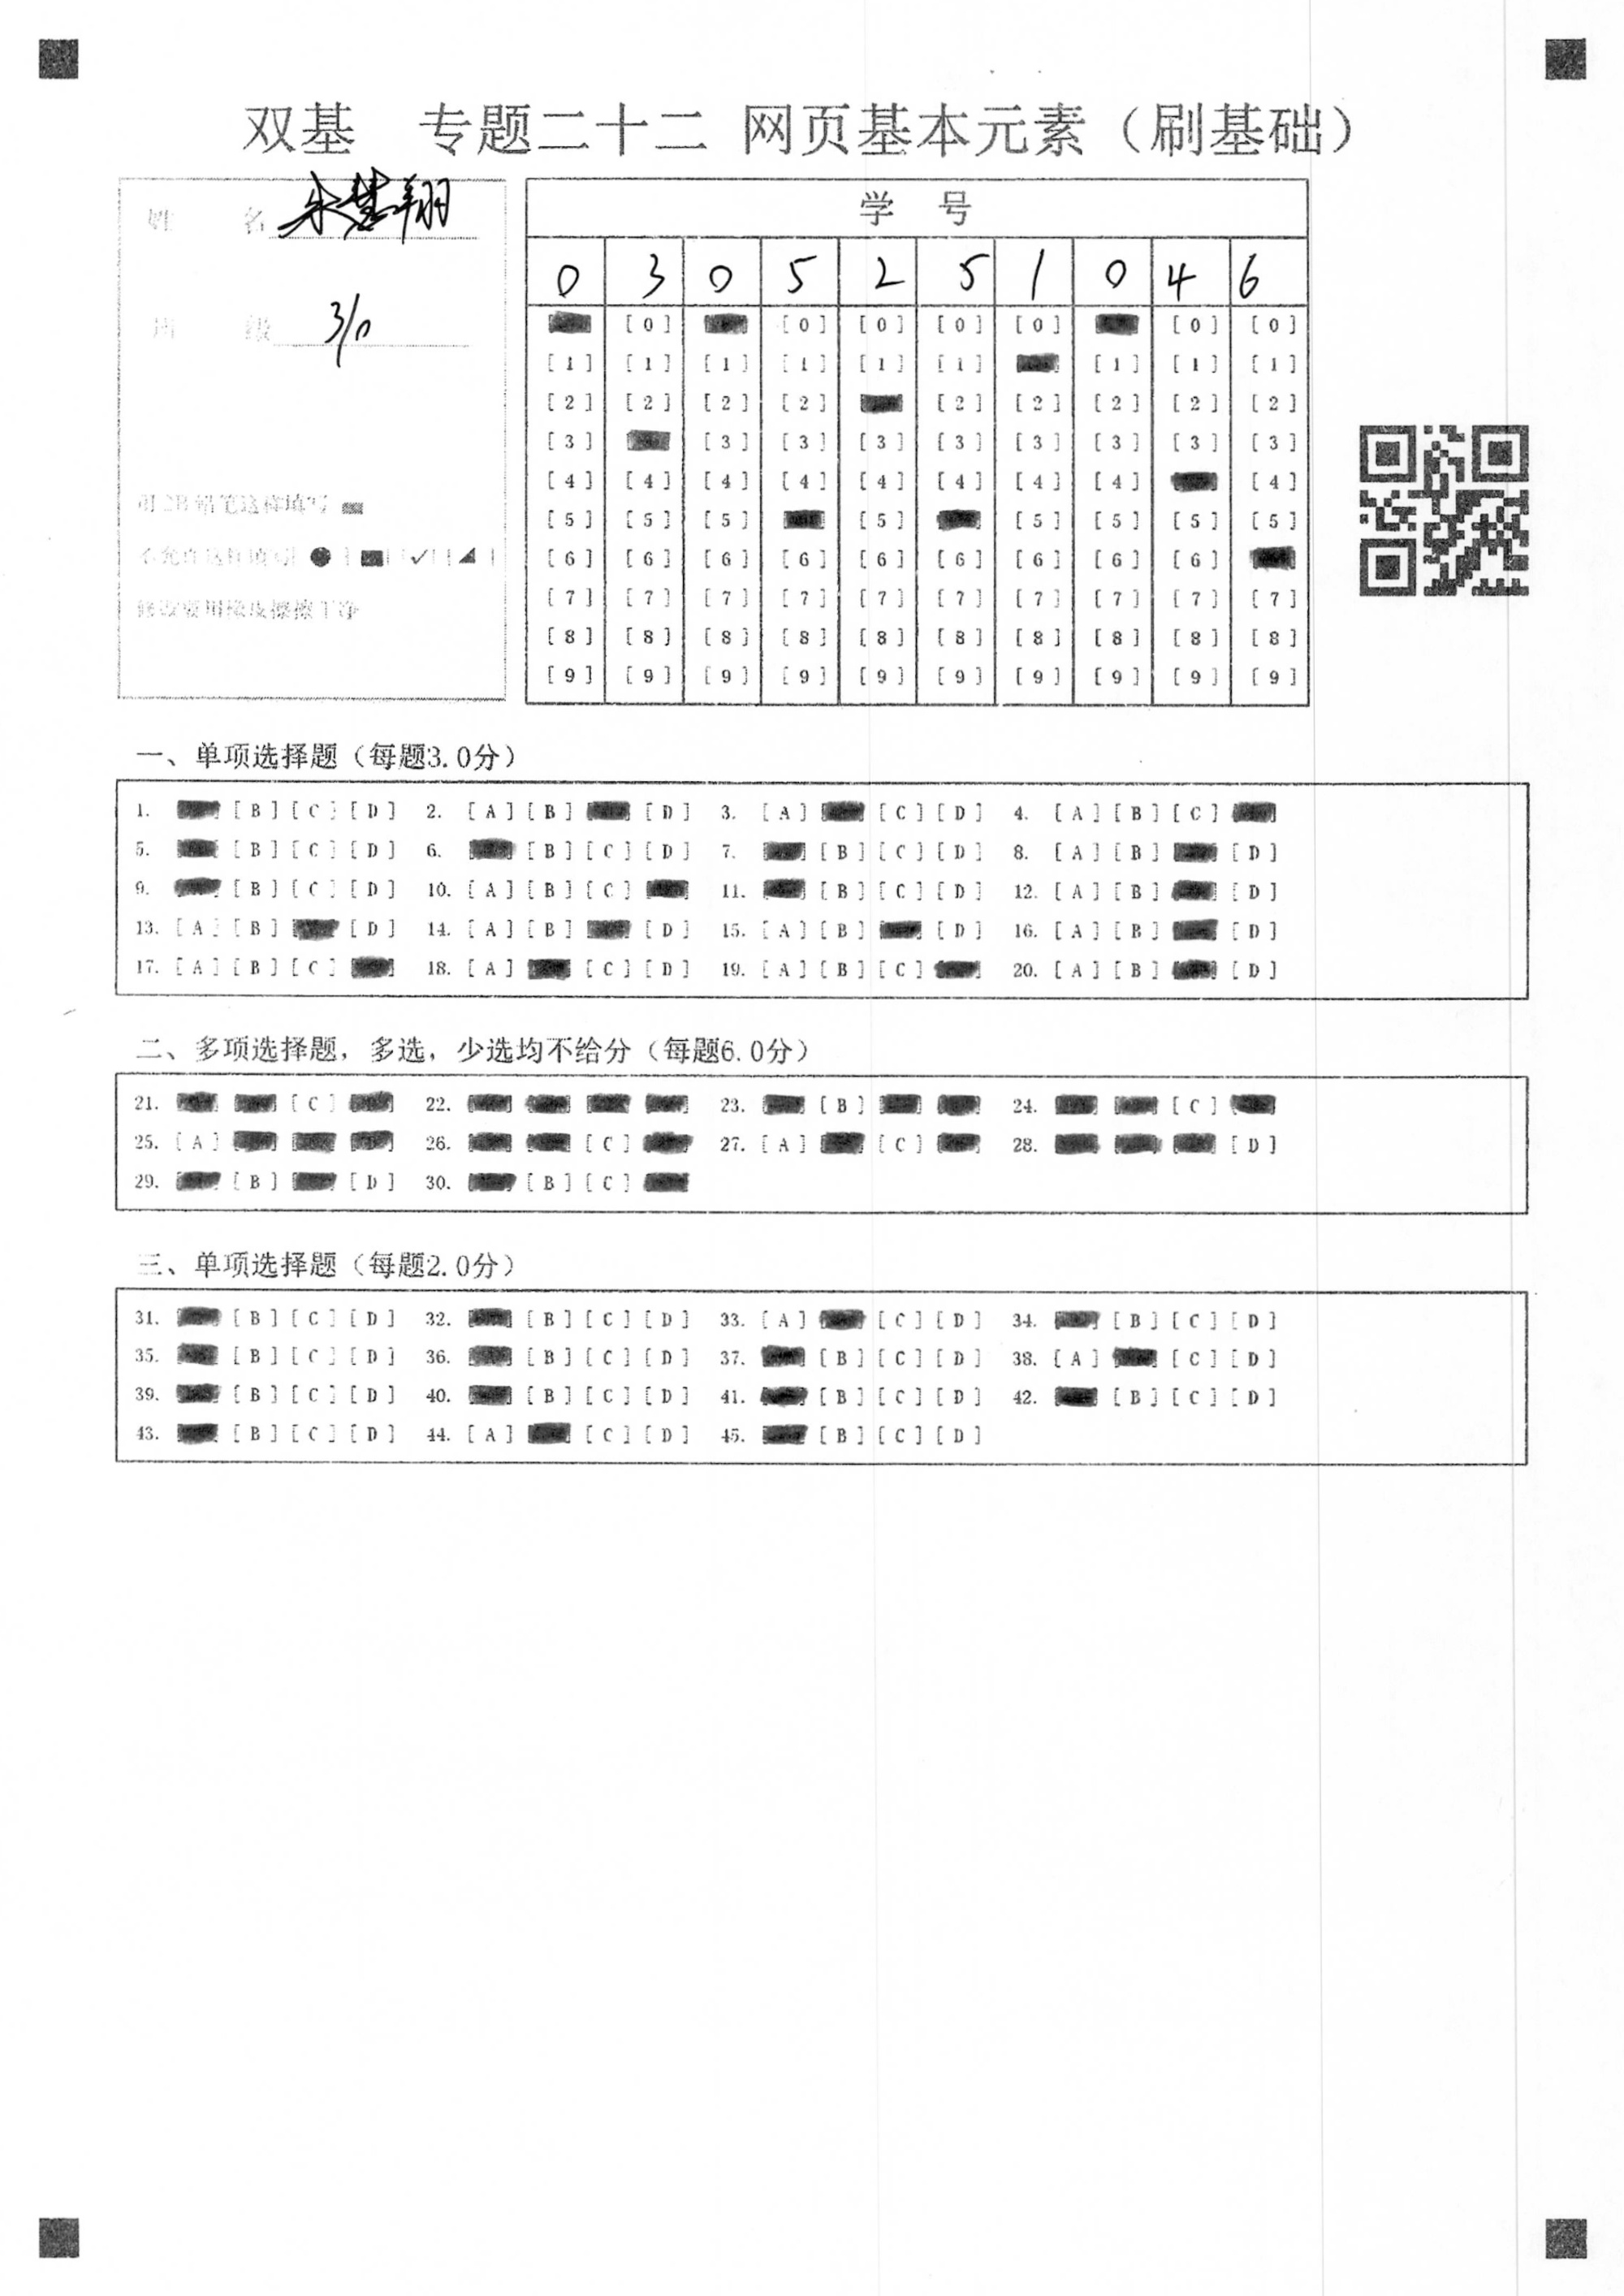 双基 专题二十二 网页基本元素（刷基础）
姓 名 朱慧翔
班 级 310
用2B铅笔这样填写
不允许这样填写
修改要用橡皮擦擦干净
学 号
0 3 0 5 2 5 1 0 4 6
[0] [0] [0] [0] [0] [0] [0]
[1] [1] [1] [1] [1] [1] [1] [1] [1]
[2] [2] [2] [2] [2] [2] [2] [2] [2]
[3] [3] [3] [3] [3] [3] [3] [3] [3]
[4] [4] [4] [4] [4] [4] [4] [4] [4]
[5] [5] [5] [5] [5] [5] [5] [5]
[6] [6] [6] [6] [6] [6] [6] [6] [6]
[7] [7] [7] [7] [7] [7] [7] [7] [7] [7]
[8] [8] [8] [8] [8] [8] [8] [8] [8] [8]
[9] [9] [9] [9] [9] [9] [9] [9] [9] [9]
一、单项选择题（每题3.0分）
1. [B] [C] [D] 2. [A] [B] [D] 3. [A] [C] [D] 4. [A] [B] [C]
5. [B] [C] [D] 6. [B] [C] [D] 7. [B] [C] [D] 8. [A] [B] [D]
9. [B] [C] [D] 10. [A] [B] [C] 11. [B] [C] [D] 12. [A] [B] [D]
13. [A] [B] [D] 14. [A] [B] [D] 15. [A] [B] [D] 16. [A] [B] [D]
17. [A] [B] [C] 18. [A] [C] [D] 19. [A] [B] [C] 20. [A] [B] [D]
二、多项选择题，多选，少选均不给分（每题6.0分）
21. [C] 22. 23. [B] 24. [C]
25. [A] 26. [C] 27. [A] [C] 28. [D]
29. [B] [D] 30. [B] [C]
三、单项选择题（每题2.0分）
31. [B] [C] [D] 32. [B] [C] [D] 33. [A] [C] [D] 34. [B] [C] [D]
35. [B] [C] [D] 36. [B] [C] [D] 37. [B] [C] [D] 38. [A] [C] [D]
39. [B] [C] [D] 40. [B] [C] [D] 41. [B] [C] [D] 42. [B] [C] [D]
43. [B] [C] [D] 44. [A] [C] [D] 45. [B] [C] [D]